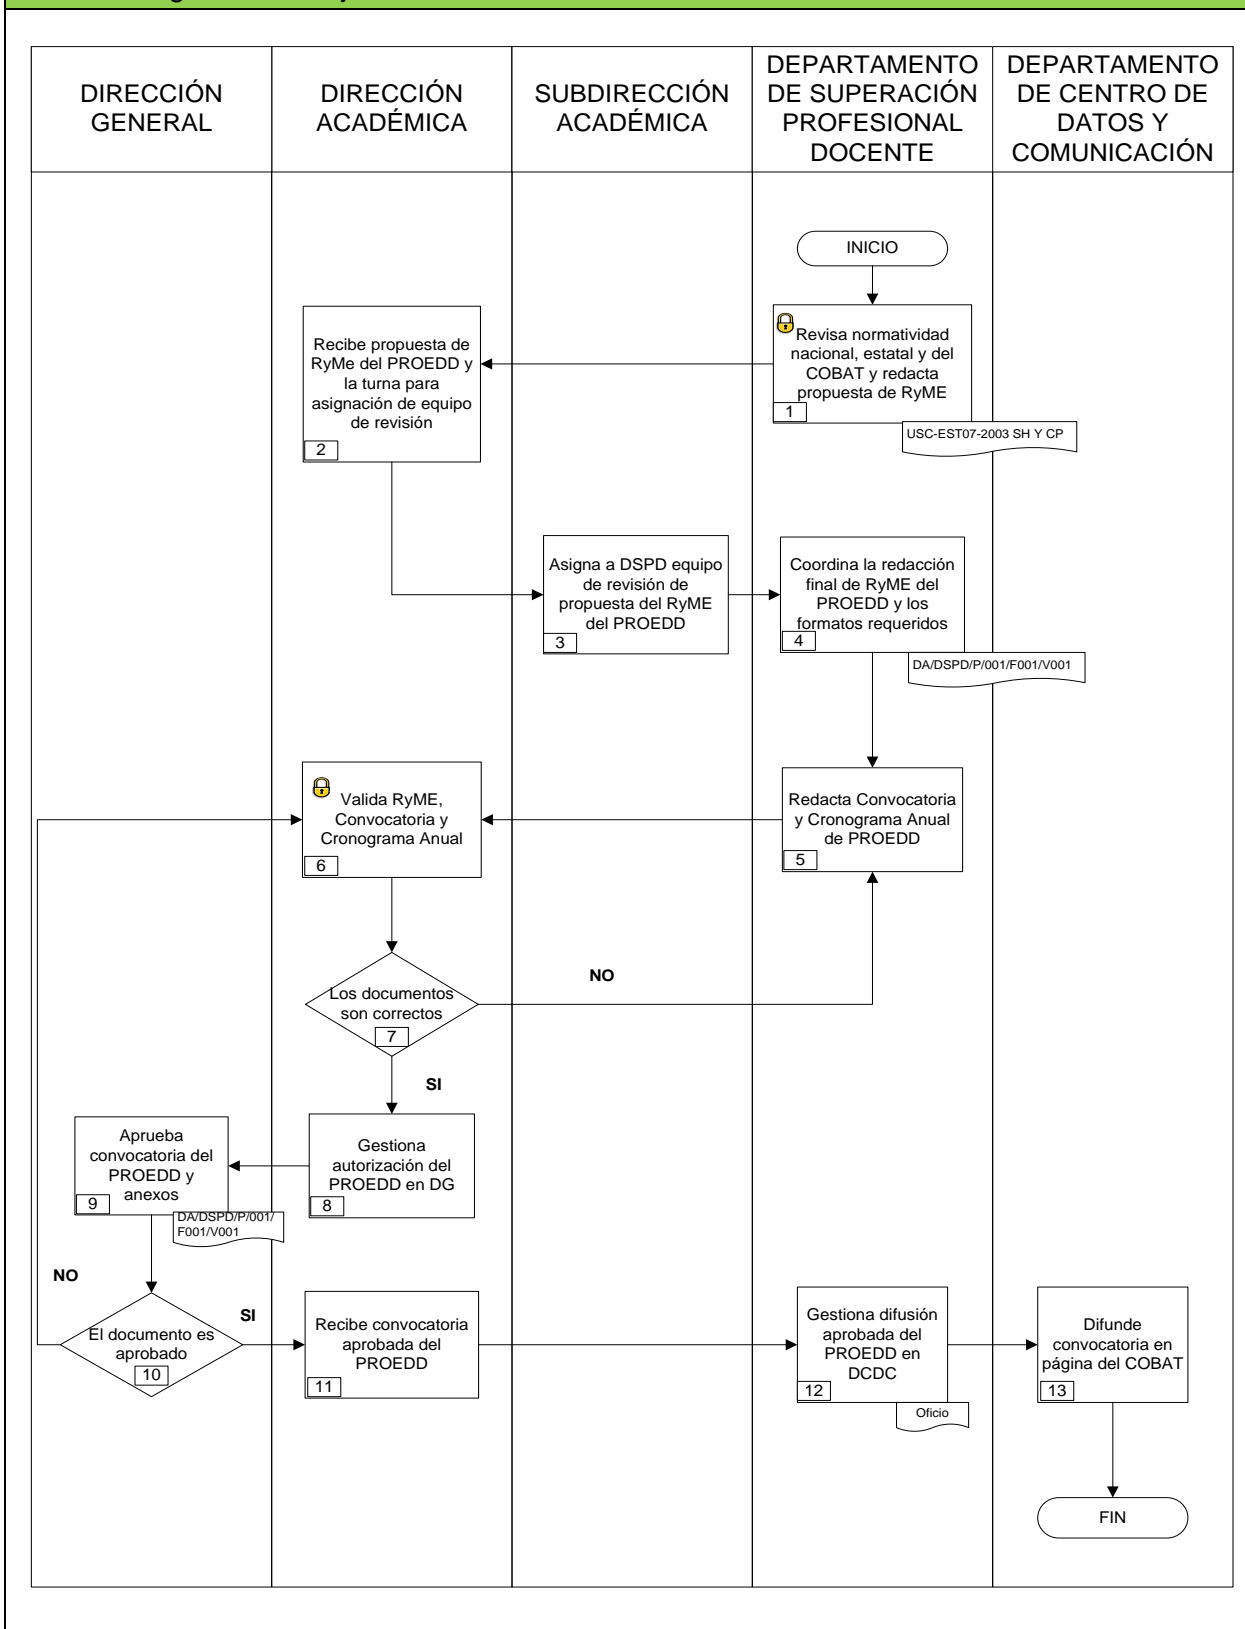 DIRECCIÓN
GENERAL
DIRECCIÓN
ACADÉMICA
SUBDIRECCIÓN
ACADÉMICA
DEPARTAMENTO
DE SUPERACIÓN
PROFESIONAL
DOCENTE
DEPARTAMENTO
DE CENTRO DE
DATOS Y
COMUNICACIÓN
INICIO
Revisa normatividad
nacional, estatal y del
COBAT y redacta
propuesta de RyME
1
USC-EST07-2003 SH Y CP
Recibe propuesta de
RyMe del PROEDD y
la turna para
asignación de equipo
de revisión
2
Asigna a DSPD equipo
de revisión de
propuesta del RyME
del PROEDD
3
Coordina la redacción
final de RyME del
PROEDD y los
formatos requeridos
4
DA/DSPD/P/001/F001/V001
Redacta Convocatoria
y Cronograma Anual
de PROEDD
5
Valida RyME,
Convocatoria y
Cronograma Anual
6
Los documentos
son correctos
7
NO
SI
Gestiona
autorización del
PROEDD en DG
8
Aprueba
convocatoria del
PROEDD y
anexos
9
DA/DSPD/P/001/
F001/V001
NO
El documento es
aprobado
10
SI
Recibe convocatoria
aprobada del
PROEDD
11
Gestiona difusión
aprobada del
PROEDD en
DCDC
12
Oficio
Difunde
convocatoria en
página del COBAT
13
FIN